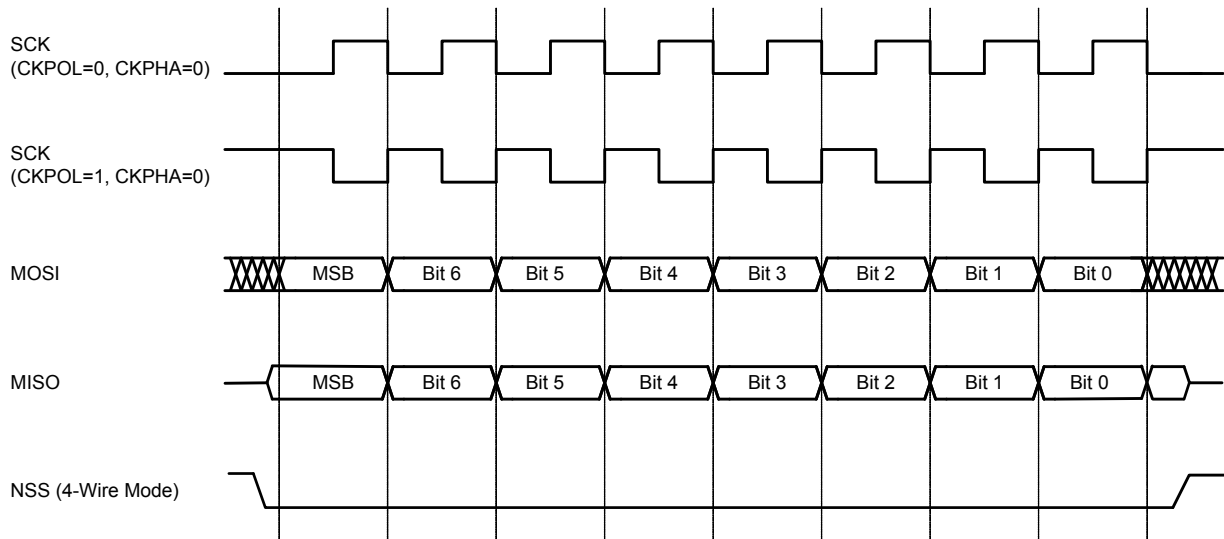 SCK
(CKPOL=0, CKPHA=0)
SCK
(CKPOL=1, CKPHA=0)
MOSI
MSB
Bit 6
Bit 5
Bit 4
Bit 3
Bit 2
Bit 1
Bit 0
MISO
MSB
Bit 6
Bit 5
Bit 4
Bit 3
Bit 2
Bit 1
Bit 0
NSS (4-Wire Mode)